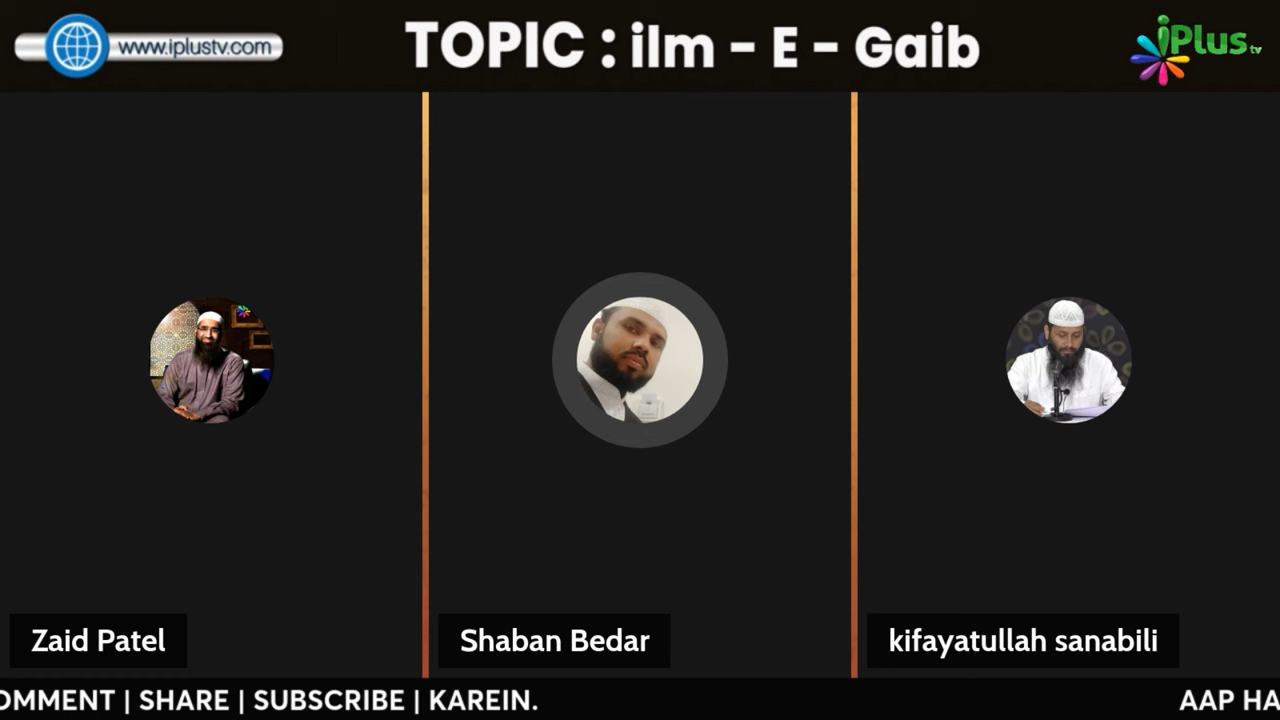 www.iplustv.com
TOPIC : ilm - E - Gaib
iPlus tv
Zaid Patel
Shaban Bedar
kifayatullah sanabili
OMMENT | SHARE | SUBSCRIBE | KAREIN.
AAP HA